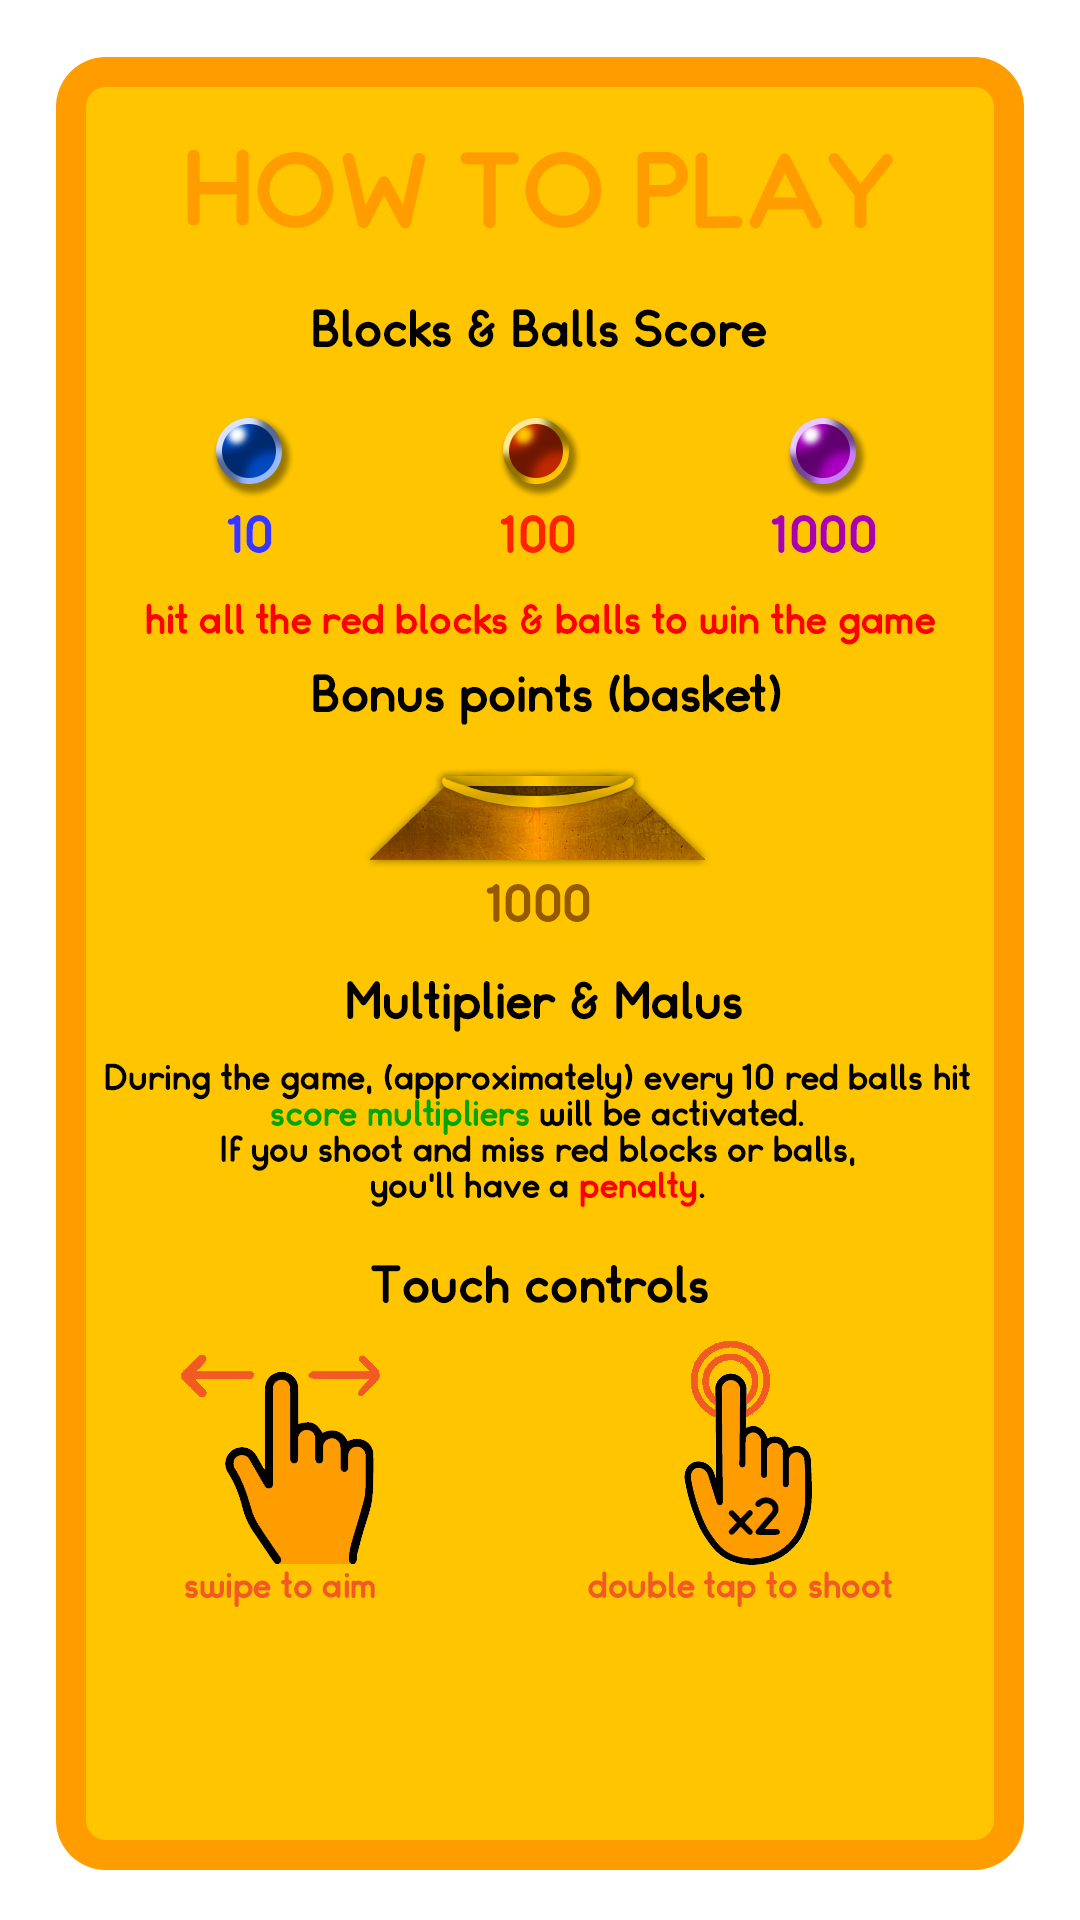 HOW TO PLAY
Blocks & Balls Score
10 100 1000
hit all the red blocks & balls to win the game
Bonus points (basket)
1000
Multiplier & Malus
During the game, (approximately) every 10 red balls hit
score multipliers will be activated.
If you shoot and miss red blocks or balls,
you'll have a penalty.
Touch controls
x2
swipe to aim double tap to shoot